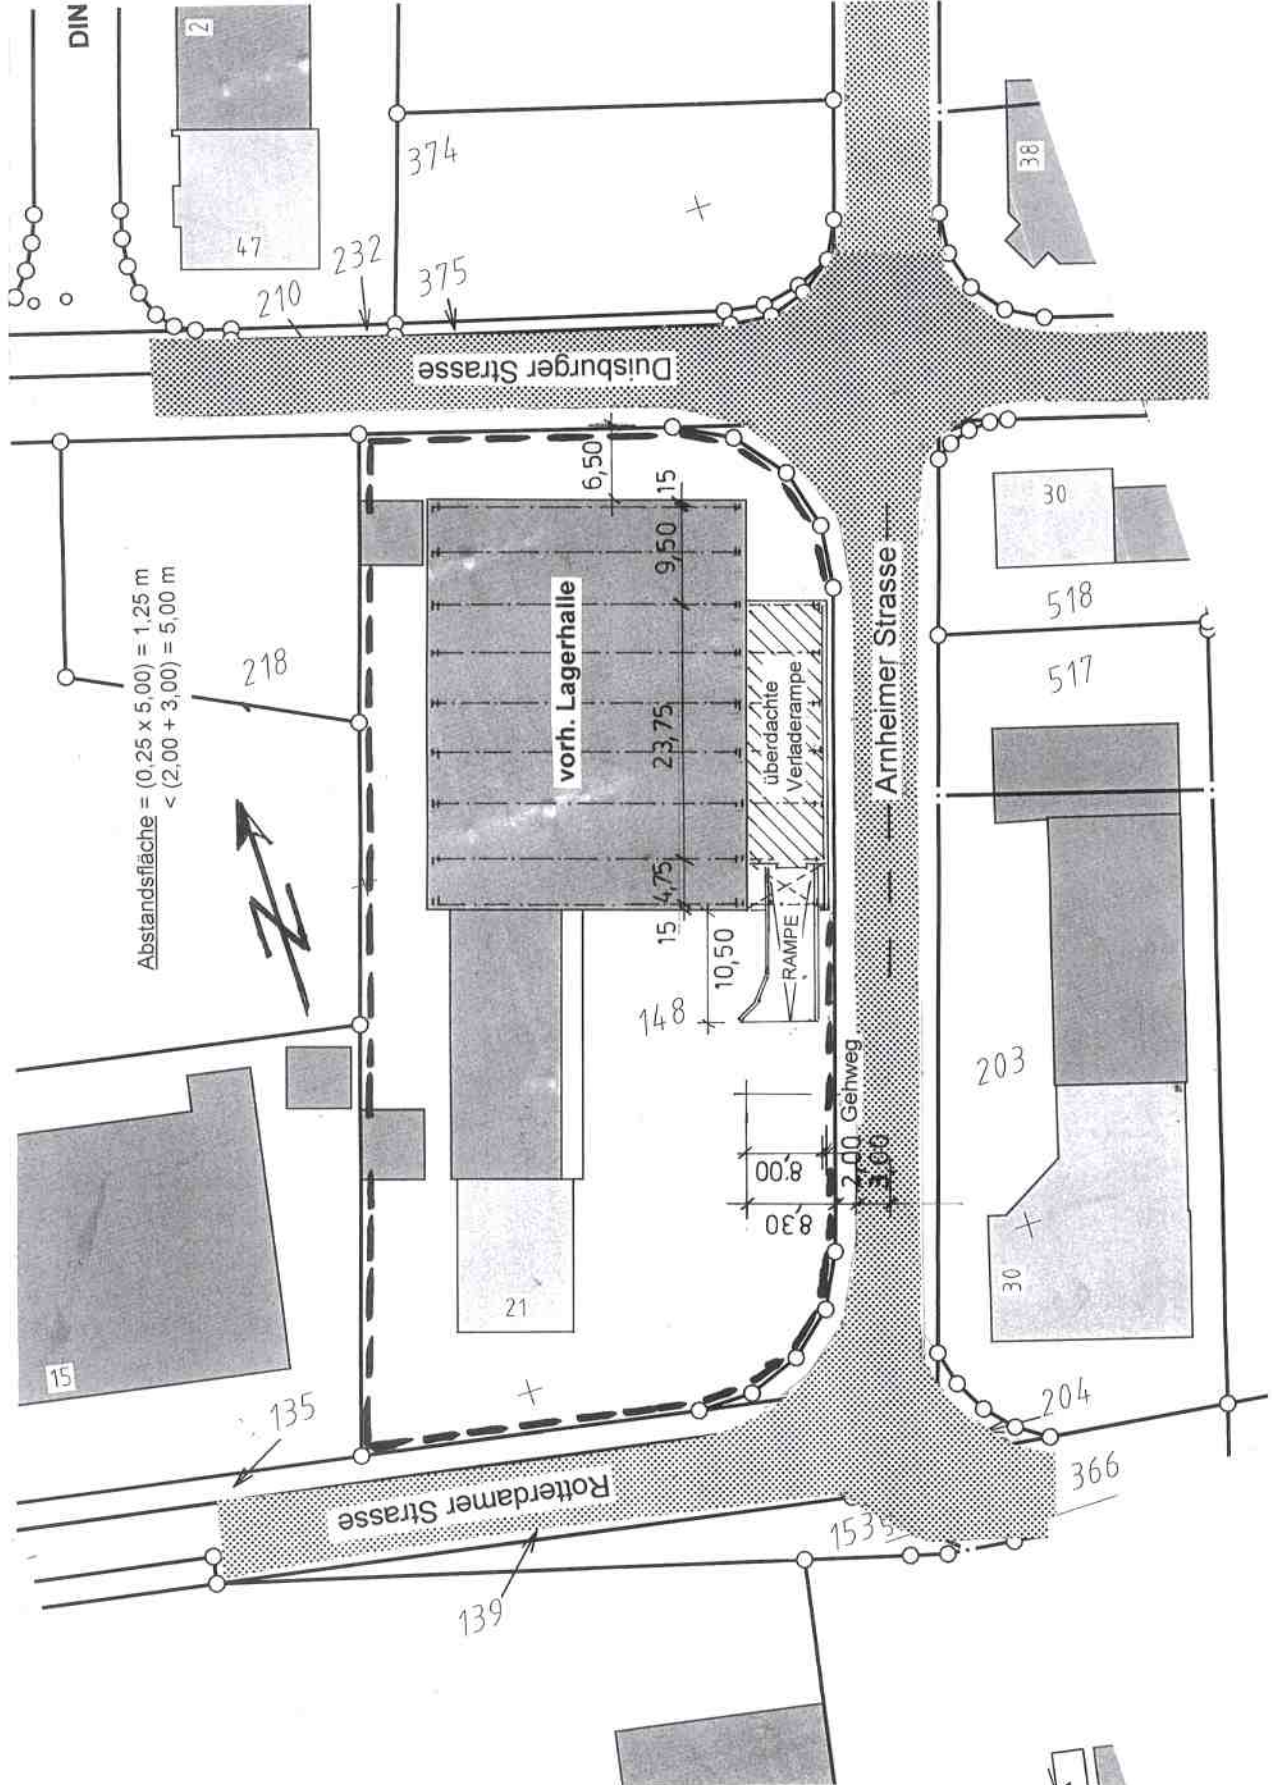 DIN
2
47
374
38
232
210
375
Duisburger Strasse
6,50
15
9,50
30
518
517
Abstandsfläche = (0,25 x 5,00) = 1.25 m
< (2,00 + 3,00) = 5,00 m
218
vorh. Lagerhalle
23,75
überdachte
Verladerampe
Arnheimer Strasse
N
4,75
15
10,50
RAMPE
148
203
2,00 Gehweg
3,00
8,00
8,30
21
30
15
135
204
Rotterdamer Strasse
366
139